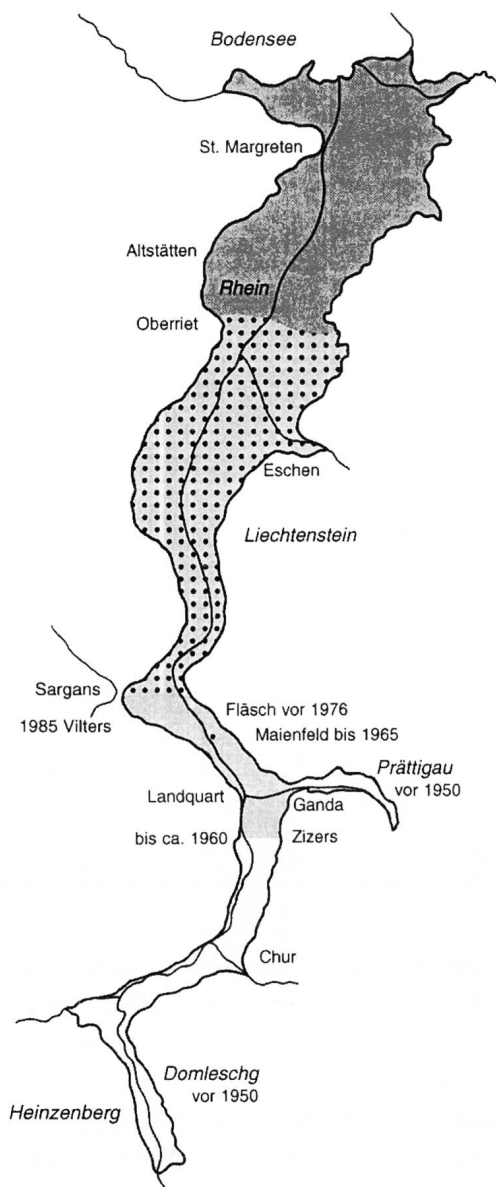 Bodensee
St. Margreten
Altstätten
Rhein
Oberriet
Eschen
Liechtenstein
Sargans
1985 Vilters
Fläsch vor 1976
Maienfeld bis 1965
Prättigau
vor 1950
Landquart
Ganda
bis ca. 1960
Zizers
Chur
Domleschg
vor 1950
Heinzenberg